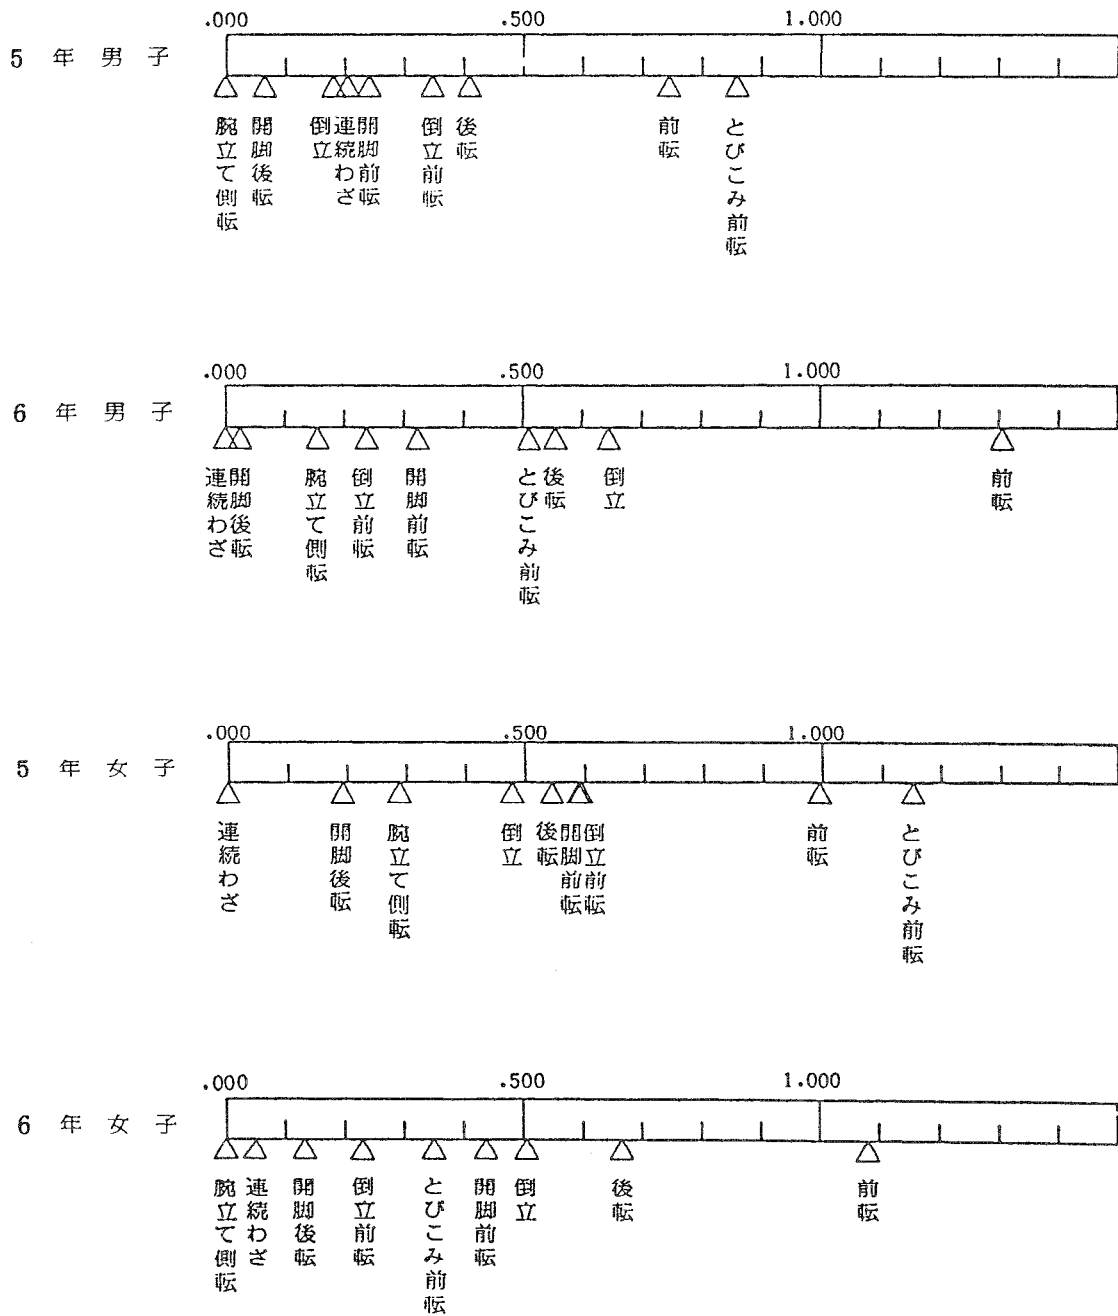 .000 .500 1.000
5年男子
腕立て側転
開脚後転
倒立
連続わざ
開脚前転
倒立前転
後転
前転
とびこみ前転
.000 .500 1.000
6年男子
連続わざ
開脚後転
腕立て側転
倒立前転
開脚前転
とびこみ前転
後転
倒立
前転
.000 .500 1.000
5年女子
連続わざ
開脚後転
腕立て側転
倒立
後転
開脚前転
倒立前転
前転
とびこみ前転
.000 .500 1.000
6年女子
腕立て側転
連続わざ
開脚後転
倒立前転
とびこみ前転
開脚前転
倒立
後転
前転